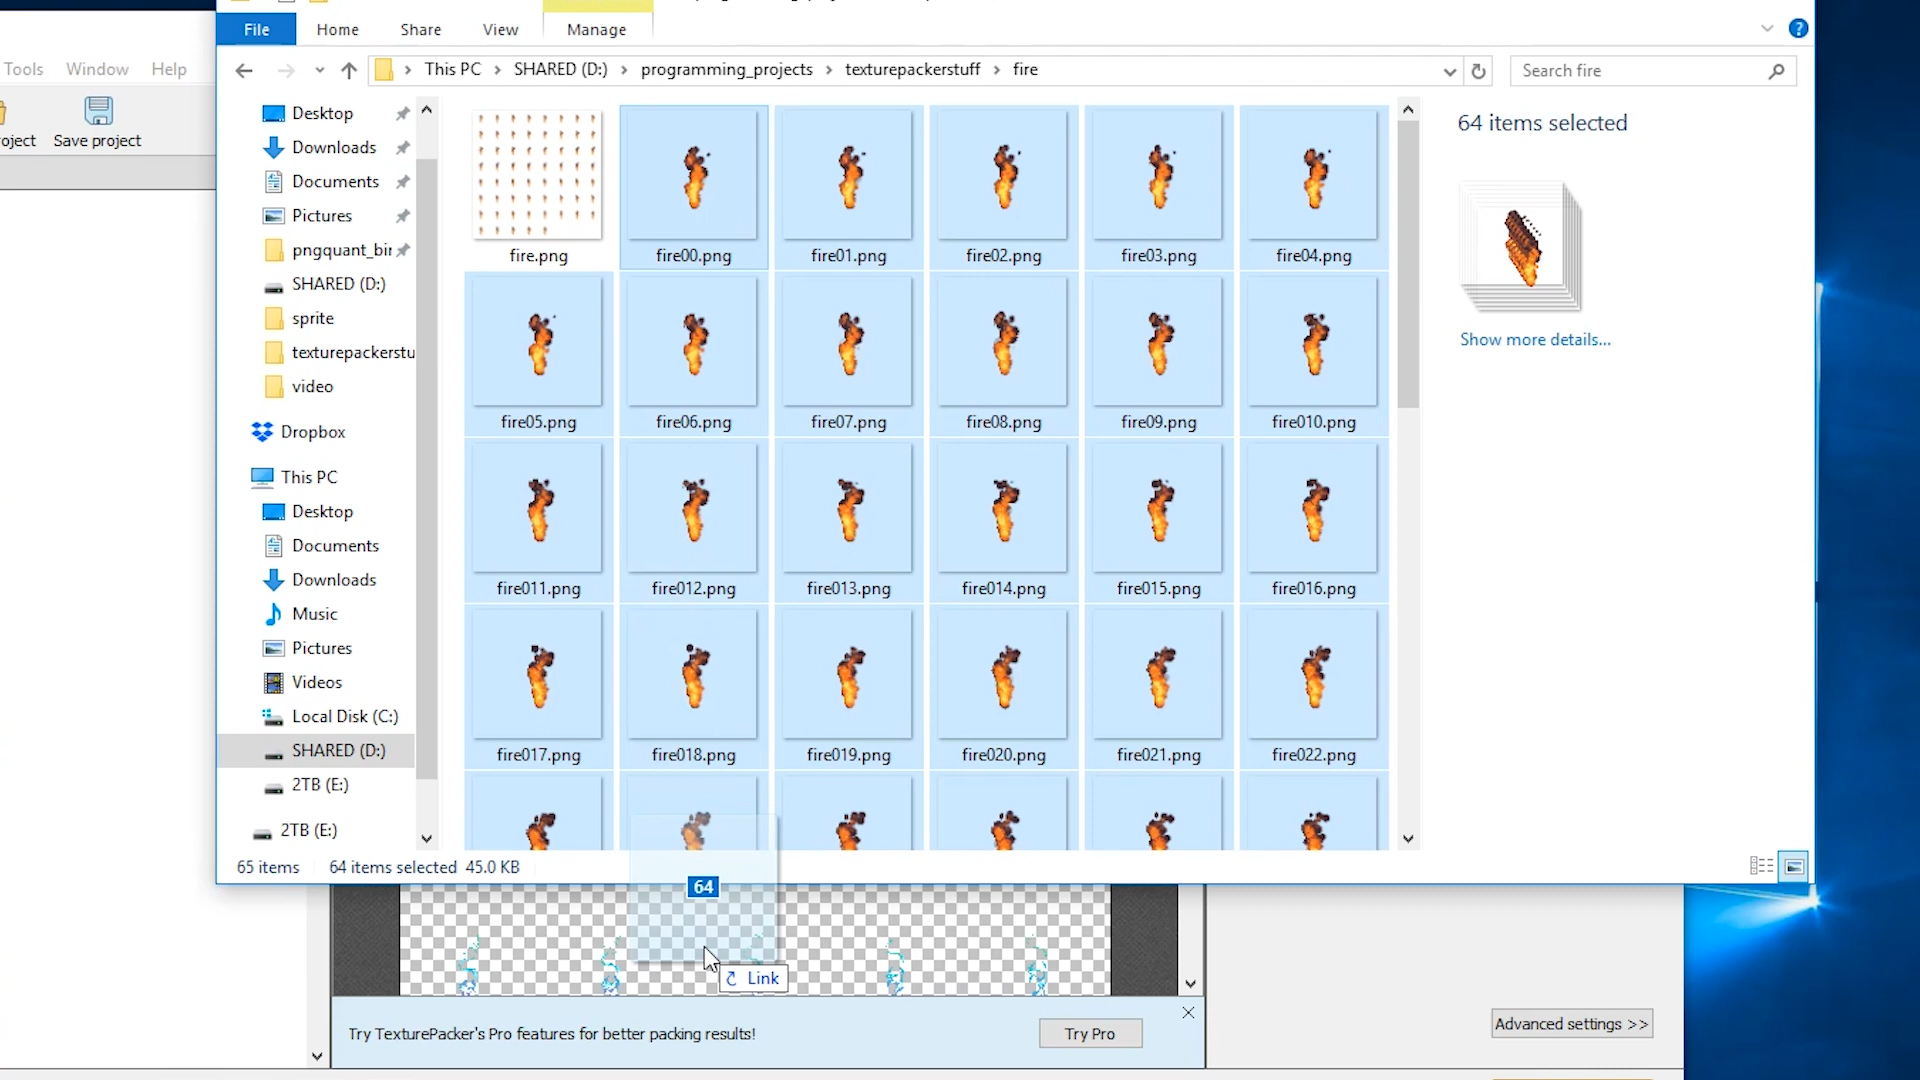 File
Home
Share
View
Manage
Tools
Window
Help
This PC
SHARED (D:)
programming_projects
texturepackerstuff
fire
Search fire
oject
Save project
Desktop
Downloads
Documents
Pictures
pngquant_bin
SHARED (D:)
sprite
texturepackerstu
video
Dropbox
This PC
Desktop
Documents
Downloads
Music
Pictures
Videos
Local Disk (C:)
SHARED (D:)
2TB (E:)
2TB (E:)
fire.png
fire00.png
fire01.png
fire02.png
fire03.png
fire04.png
fire05.png
fire06.png
fire07.png
fire08.png
fire09.png
fire010.png
fire011.png
fire012.png
fire013.png
fire014.png
fire015.png
fire016.png
fire017.png
fire018.png
fire019.png
fire020.png
fire021.png
fire022.png
64 items selected
Show more details...
65 items
64 items selected 45.0 KB
64
Link
Try TexturePacker's Pro features for better packing results!
Try Pro
Advanced settings >>